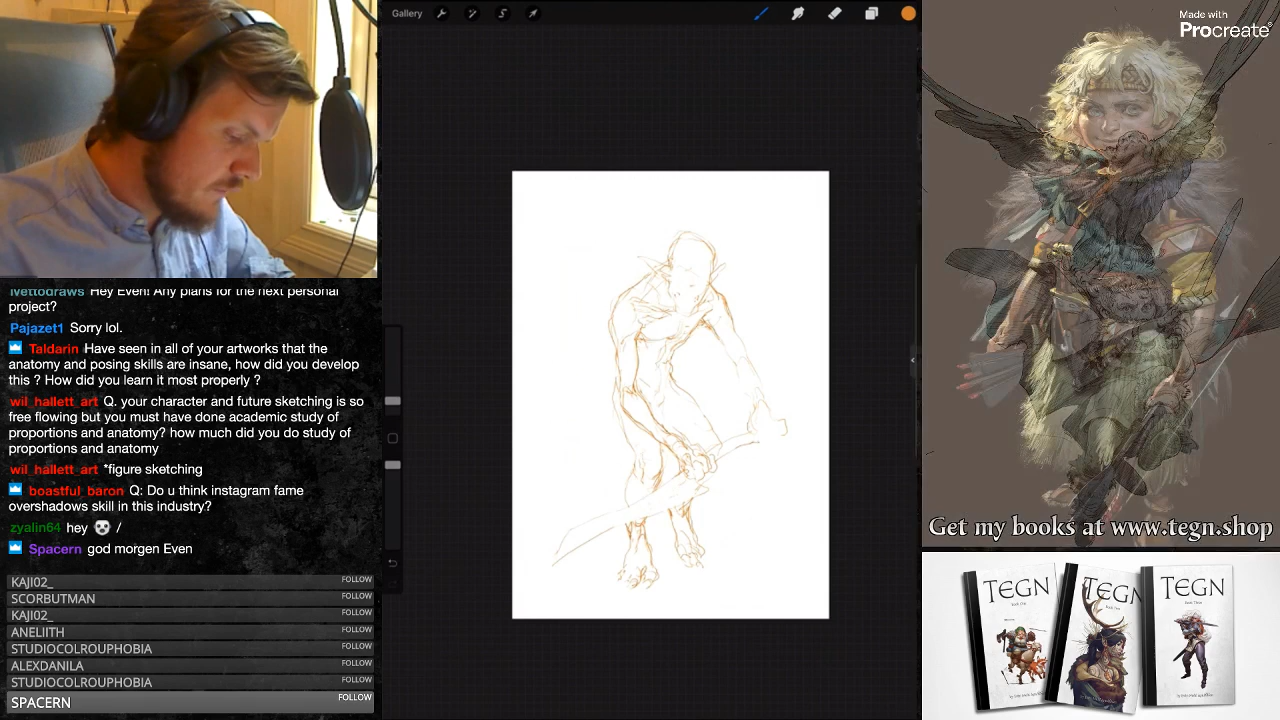 Ivettodraws Hey Even! Any plans for the next personal
project?
Pajazet1 Sorry lol.
Taldarin Have seen in all of your artworks that the
anatomy and posing skills are insane, how did you develop
this ? How did you learn it most properly ?
wil_hallett_art Q. your character and future sketching is so
free flowing but you must have done academic study of
proportions and anatomy? how much did you do study of
proportions and anatomy
wil_hallett_art *figure sketching
boastful_baron Q: Do u think instagram fame
overshadows skill in this industry?
zyalin64 hey /
Spacern god morgen Even
KAJI02_ FOLLOW
SCORBUTMAN FOLLOW
KAJI02_ FOLLOW
ANELIITH FOLLOW
STUDIOCOLROUPHOBIA FOLLOW
ALEXDANILA FOLLOW
STUDIOCOLROUPHOBIA FOLLOW
SPACERN FOLLOW
Gallery
Made with
Procreate®
Get my books at www.tegn.shop
TEGN
Book One
TEGN
TEGN
Book Three